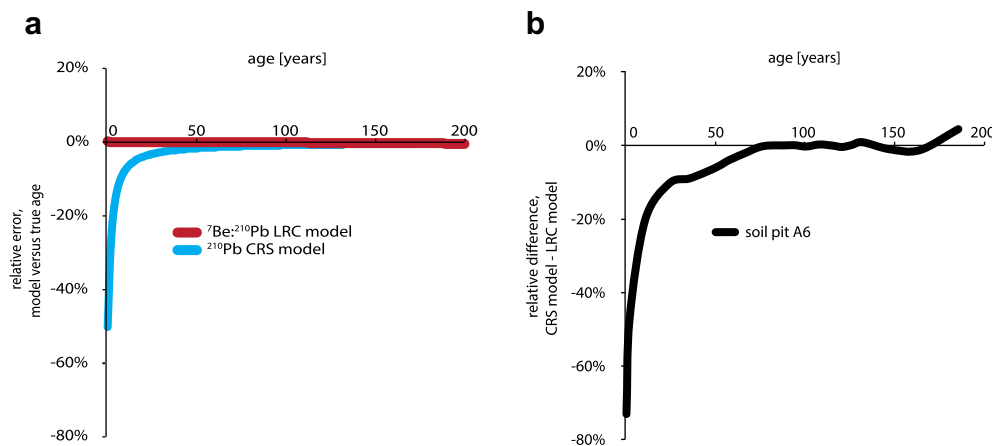 a
age [years]
20%
0%
-20%
-40%
-60%
-80%
0
50
100
150
200
relative error,
model versus true age
⁷Be:²¹⁰Pb LRC model
²¹⁰Pb CRS model
b
age [years]
20%
0%
-20%
-40%
-60%
-80%
0
50
100
150
200
relative difference,
CRS model - LRC model
soil pit A6